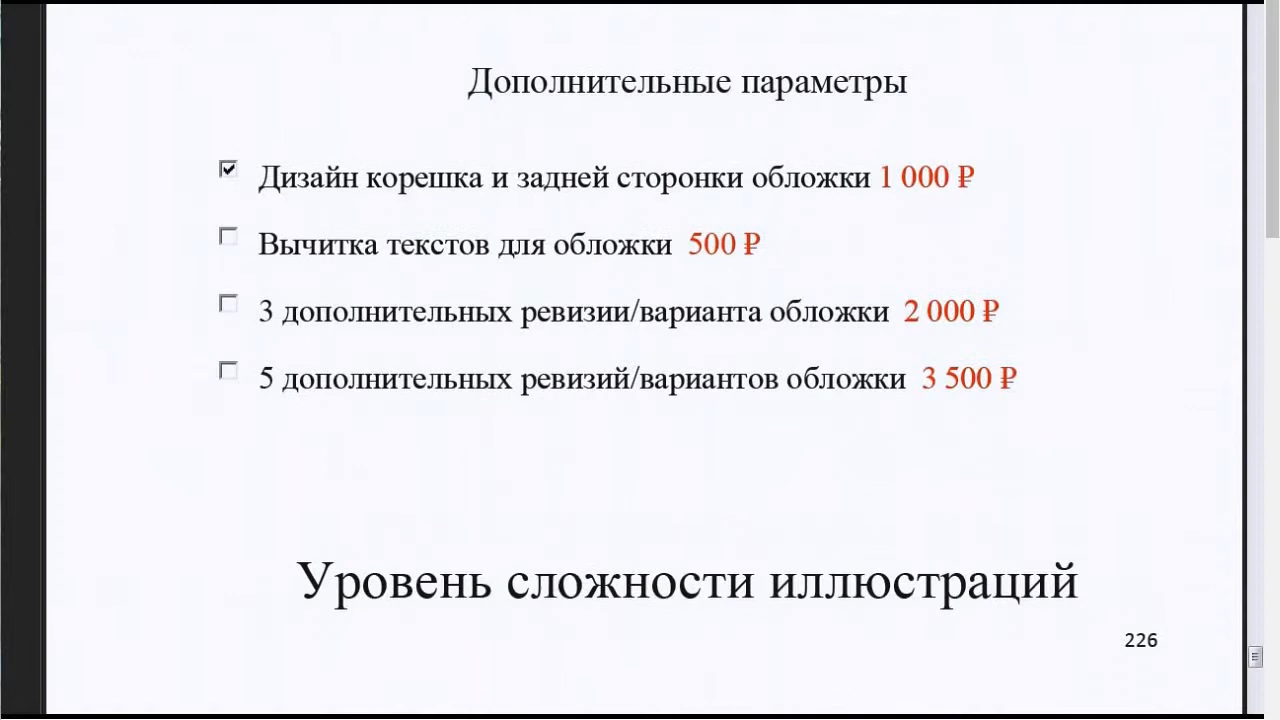 Дополнительные параметры
Дизайн корешка и задней сторонки обложки 1 000 ₽
Вычитка текстов для обложки 500 ₽
3 дополнительных ревизии/варианта обложки 2 000 ₽
5 дополнительных ревизий/вариантов обложки 3 500 ₽
Уровень сложности иллюстраций
226